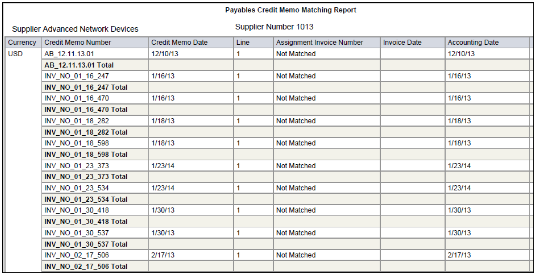 Payables Credit Memo Matching Report
Supplier Advanced Network Devices Supplier Number 1013
Currency Credit Memo Number Credit Memo Date Line Assignment Invoice Number Invoice Date Accounting Date
USD AB_12.11.13.01 12/10/13 1 Not Matched 12/10/13
AB_12.11.13.01 Total
INV_NO_01_16_247 1/16/13 1 Not Matched 1/16/13
INV_NO_01_16_247 Total
INV_NO_01_16_470 1/16/13 1 Not Matched 1/16/13
INV_NO_01_16_470 Total
INV_NO_01_18_282 1/18/13 1 Not Matched 1/18/13
INV_NO_01_18_282 Total
INV_NO_01_18_598 1/18/13 1 Not Matched 1/18/13
INV_NO_01_18_598 Total
INV_NO_01_23_373 1/23/14 1 Not Matched 1/23/14
INV_NO_01_23_373 Total
INV_NO_01_23_534 1/23/14 1 Not Matched 1/23/14
INV_NO_01_23_534 Total
INV_NO_01_30_418 1/30/13 1 Not Matched 1/30/13
INV_NO_01_30_418 Total
INV_NO_01_30_537 1/30/13 1 Not Matched 1/30/13
INV_NO_01_30_537 Total
INV_NO_02_17_506 2/17/13 1 Not Matched 2/17/13
INV_NO_02_17_506 Total